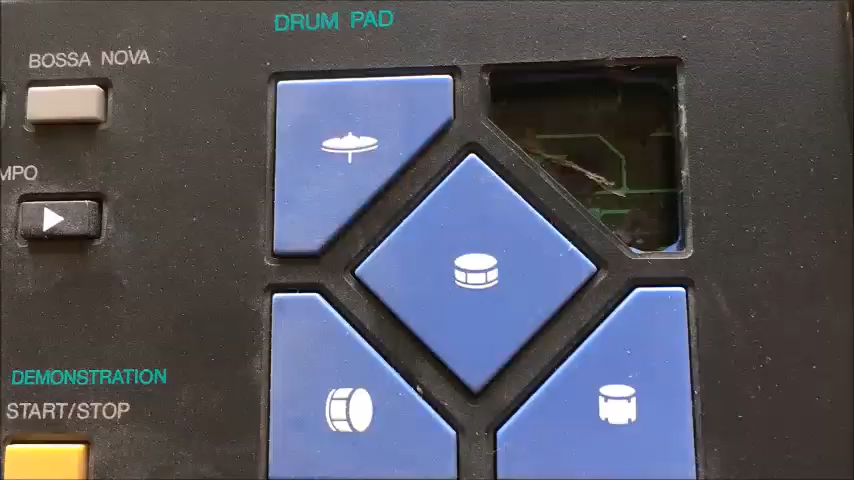 DRUM PAD
BOSSA NOVA
MPO
DEMONSTRATION
START/STOP